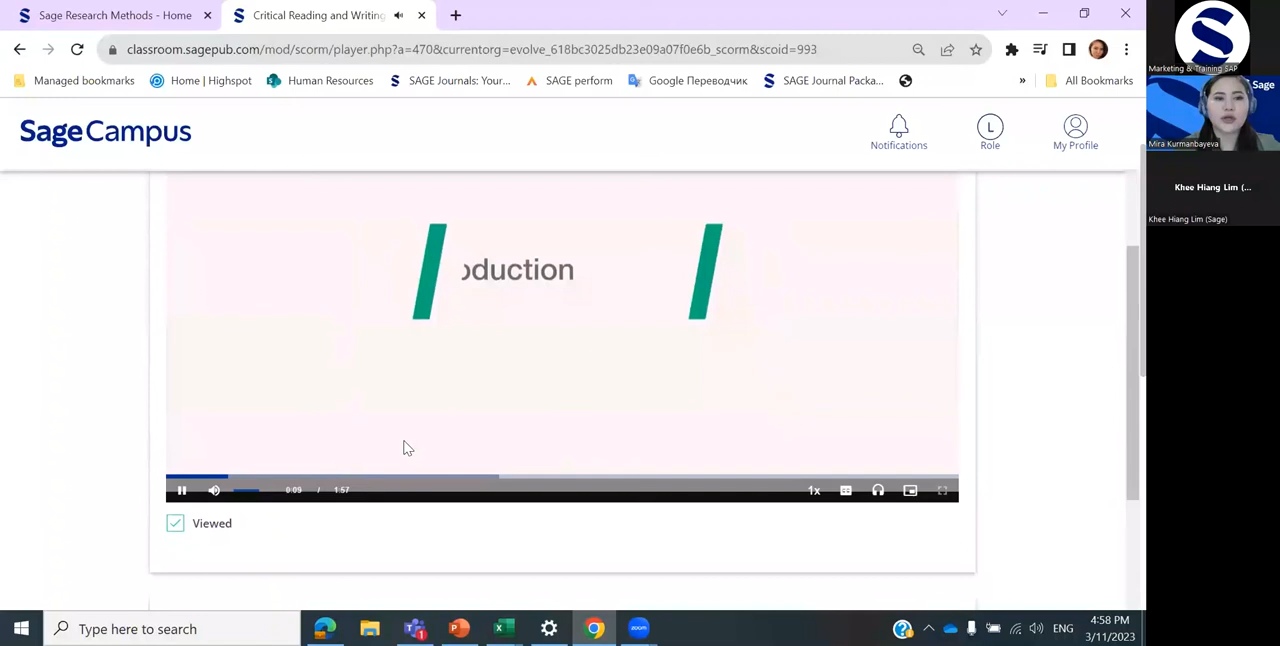 Sage Research Methods - Home
Critical Reading and Writing
classroom.sagepub.com/mod/scorm/player.php?a=470&currentorg=evolve_618bc3025db23e09a07f0e6b_scorm&scoid=993
Managed bookmarks
Home | Highspot
Human Resources
SAGE Journals: Your...
SAGE perform
Google Переводчик
SAGE Journal Packa...
»
All Bookmarks
Sage Campus
Notifications
L
Role
My Profile
oduction
0:09 / 1:57
1x
Viewed
Marketing & Training SAP
Sage
Mira Kurmanbayeva
Khee Hiang Lim (...
Khee Hiang Lim (Sage)
Type here to search
1
zoom
ENG
4:58 PM
3/11/2023